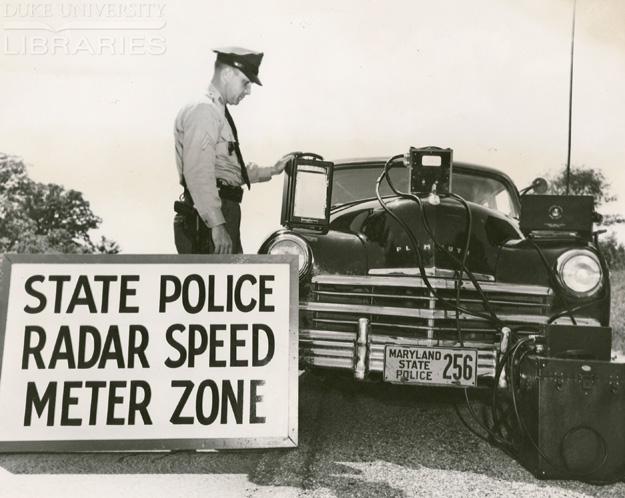 DUKE UNIVERSITY
LIBRARIES
PLYMOUTH
STATE POLICE
RADAR SPEED
METER ZONE
MARYLAND 256
STATE
POLICE